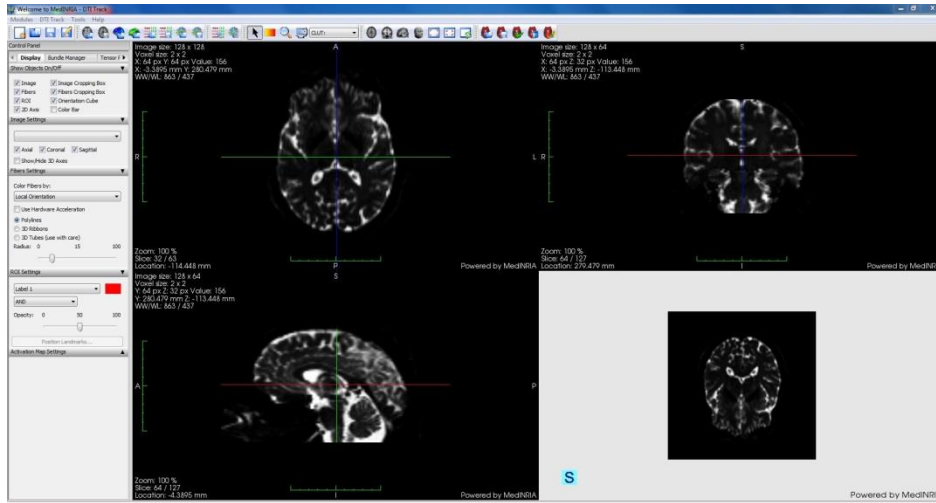 Welcome to MedINRIA - DTI Track
Modules DTI Track Tools Help
CLUT:
Control Panel
Display Bundle Manager Tensor F
Show Objects On/Off
Image Image Cropping Box
Fibers Fibers Cropping Box
ROI Orientation Cube
2D Axis Color Bar
Image Settings
Axial Coronal Sagittal
Show/Hide 3D Axes
Fibers Settings
Color Fibers by:
Local Orientation
Use Hardware Acceleration
Polylines
3D Ribbons
3D Tubes (use with care)
Radius: 0 15 100
ROI Settings
Label 1
AND
Opacity: 0 50 100
Position Landmarks...
Activation Map Settings
Image size: 128 x 128
Voxel size: 2 x 2
X: 64 px Y: 64 px Value: 156
X: -3.3895 mm Y: 280.479 mm
WW/WL: 863 / 437
A
R
L
P
Zoom: 100 %
Slice: 32 / 63
Location: -114.448 mm
Powered by MedINRIA
Image size: 128 x 64
Voxel size: 2 x 2
X: 64 px Z: 32 px Value: 156
X: -3.3895 mm Z: -113.448 mm
WW/WL: 863 / 437
S
R
L
I
Zoom: 100 %
Slice: 64 / 127
Location: 279.479 mm
Powered by MedINRIA
Image size: 128 x 64
Voxel size: 2 x 2
Y: 64 px Z: 32 px Value: 156
Y: 280.479 mm Z: -113.448 mm
WW/WL: 863 / 437
S
A
P
I
Zoom: 100 %
Slice: 64 / 127
Location: -4.3895 mm
Powered by MedINRIA
S
Powered by MedINRIA